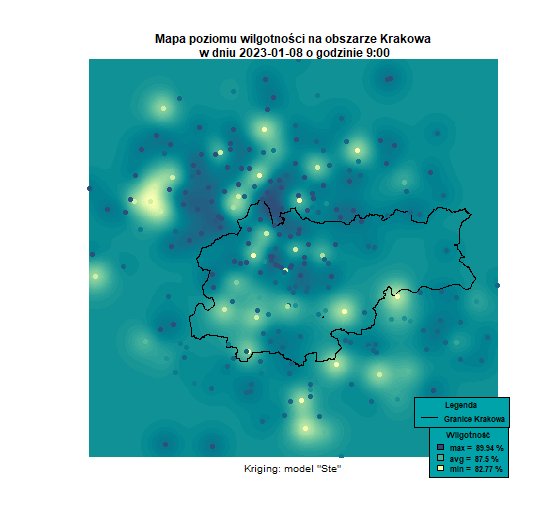 Mapa poziomu wilgotności na obszarze Krakowa
w dniu 2023-01-08 o godzinie 9:00
Legenda
Granice Krakowa
Wilgotność
max = 89.94 %
avg = 87.5 %
min = 82.77 %
Kriging: model "Ste"